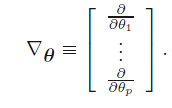 ∇_θ ≡ [ ∂/∂θ_1 ⋮ ∂/∂θ_p ] .